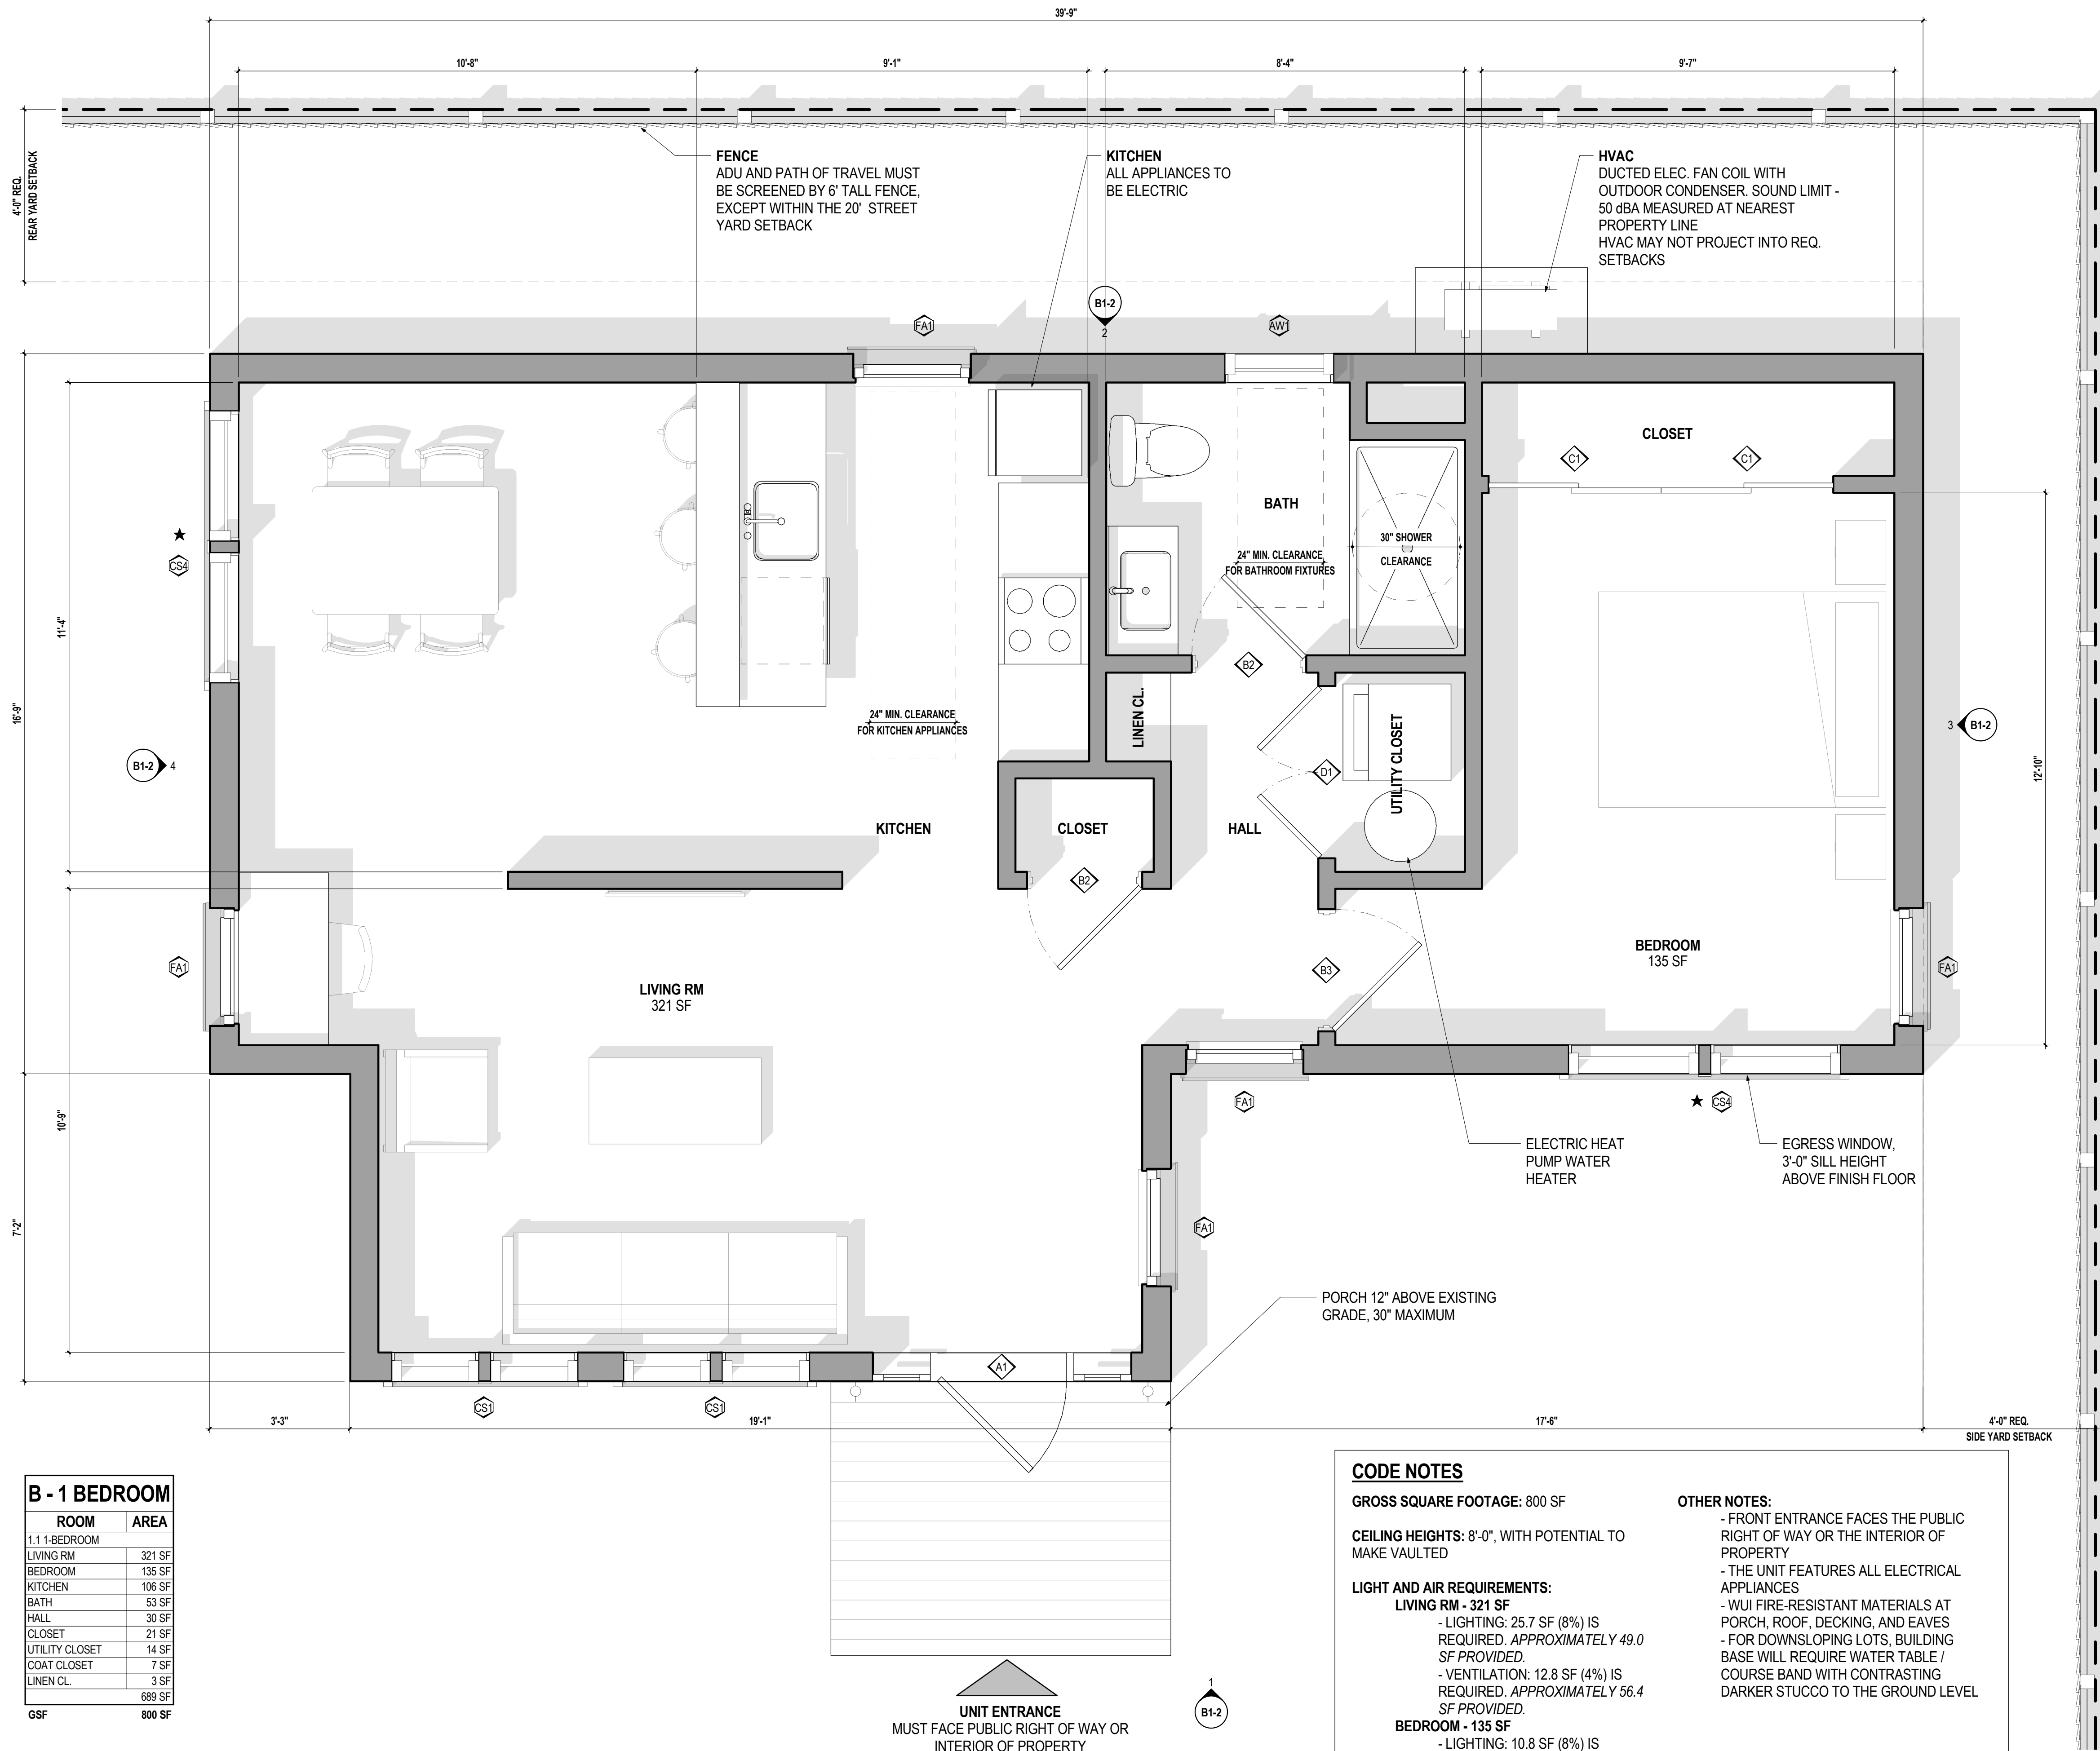 39'-9"
10'-8"
9'-1"
8'-4"
9'-7"
4'-0" REQ.
REAR YARD SETBACK
FENCE
ADU AND PATH OF TRAVEL MUST
BE SCREENED BY 6' TALL FENCE,
EXCEPT WITHIN THE 20' STREET
YARD SETBACK
KITCHEN
ALL APPLIANCES TO
BE ELECTRIC
HVAC
DUCTED ELEC. FAN COIL WITH
OUTDOOR CONDENSER. SOUND LIMIT -
50 dBA MEASURED AT NEAREST
PROPERTY LINE
HVAC MAY NOT PROJECT INTO REQ.
SETBACKS
B1-2
2
FA1
AW1
CLOSET
C1
C1
BATH
30" SHOWER
CLEARANCE
24" MIN. CLEARANCE
FOR BATHROOM FIXTURES
★
CS4
11'-4"
16'-9"
B2
LINEN CL.
24" MIN. CLEARANCE
FOR KITCHEN APPLIANCES
B1-2
4
D1
UTILITY CLOSET
3
B1-2
12'-10"
KITCHEN
CLOSET
HALL
B2
FA1
LIVING RM
321 SF
B3
BEDROOM
135 SF
FA1
FA1
★
CS4
10'-9"
7'-2"
ELECTRIC HEAT
PUMP WATER
HEATER
EGRESS WINDOW,
3'-0" SILL HEIGHT
ABOVE FINISH FLOOR
FA1
PORCH 12" ABOVE EXISTING
GRADE, 30" MAXIMUM
A1
CS1
CS1
3'-3"
19'-1"
17'-6"
4'-0" REQ.
SIDE YARD SETBACK
B - 1 BEDROOM
ROOM AREA
1.1 1-BEDROOM
LIVING RM 321 SF
BEDROOM 135 SF
KITCHEN 106 SF
BATH 53 SF
HALL 30 SF
CLOSET 21 SF
UTILITY CLOSET 14 SF
COAT CLOSET 7 SF
LINEN CL. 3 SF
689 SF
GSF 800 SF
UNIT ENTRANCE
MUST FACE PUBLIC RIGHT OF WAY OR
INTERIOR OF PROPERTY
1
B1-2
CODE NOTES
GROSS SQUARE FOOTAGE: 800 SF
CEILING HEIGHTS: 8'-0", WITH POTENTIAL TO
MAKE VAULTED
LIGHT AND AIR REQUIREMENTS:
LIVING RM - 321 SF
- LIGHTING: 25.7 SF (8%) IS
REQUIRED. APPROXIMATELY 49.0
SF PROVIDED.
- VENTILATION: 12.8 SF (4%) IS
REQUIRED. APPROXIMATELY 56.4
SF PROVIDED.
BEDROOM - 135 SF
- LIGHTING: 10.8 SF (8%) IS
OTHER NOTES:
- FRONT ENTRANCE FACES THE PUBLIC
RIGHT OF WAY OR THE INTERIOR OF
PROPERTY
- THE UNIT FEATURES ALL ELECTRICAL
APPLIANCES
- WUI FIRE-RESISTANT MATERIALS AT
PORCH, ROOF, DECKING, AND EAVES
- FOR DOWNSLOPING LOTS, BUILDING
BASE WILL REQUIRE WATER TABLE /
COURSE BAND WITH CONTRASTING
DARKER STUCCO TO THE GROUND LEVEL